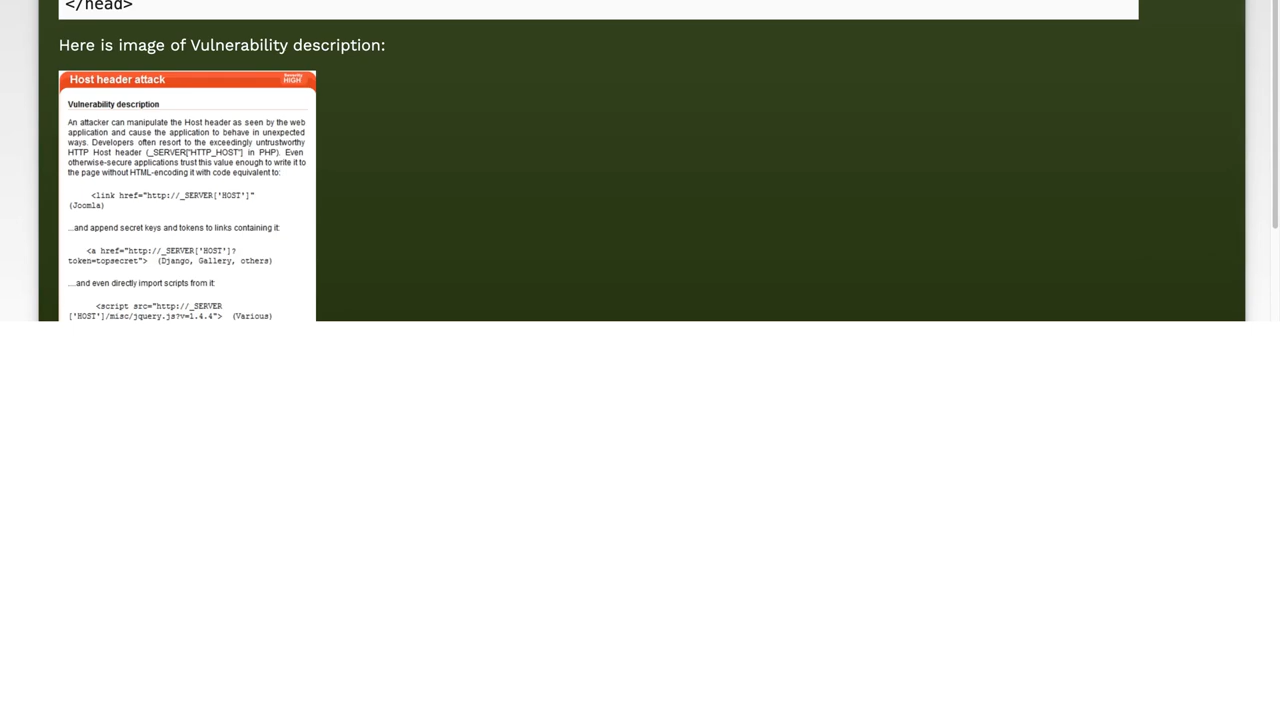 </head>
Here is image of Vulnerability description:
Host header attack
Severity
HIGH
Vulnerability description
An attacker can manipulate the Host header as seen by the web
application and cause the application to behave in unexpected
ways. Developers often resort to the exceedingly untrustworthy
HTTP Host header (_SERVER["HTTP_HOST"] in PHP). Even
otherwise-secure applications trust this value enough to write it to
the page without HTML-encoding it with code equivalent to:
<link href="http://_SERVER['HOST']"
(Joomla)
...and append secret keys and tokens to links containing it:
<a href="http://_SERVER['HOST']?
token=topsecret"> (Django, Gallery, others)
....and even directly import scripts from it:
<script src="http://_SERVER
['HOST']/misc/jquery.js?v=1.4.4"> (Various)